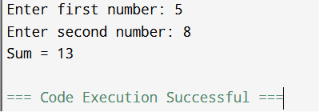 Enter first number: 5
Enter second number: 8
Sum = 13
=== Code Execution Successful ===